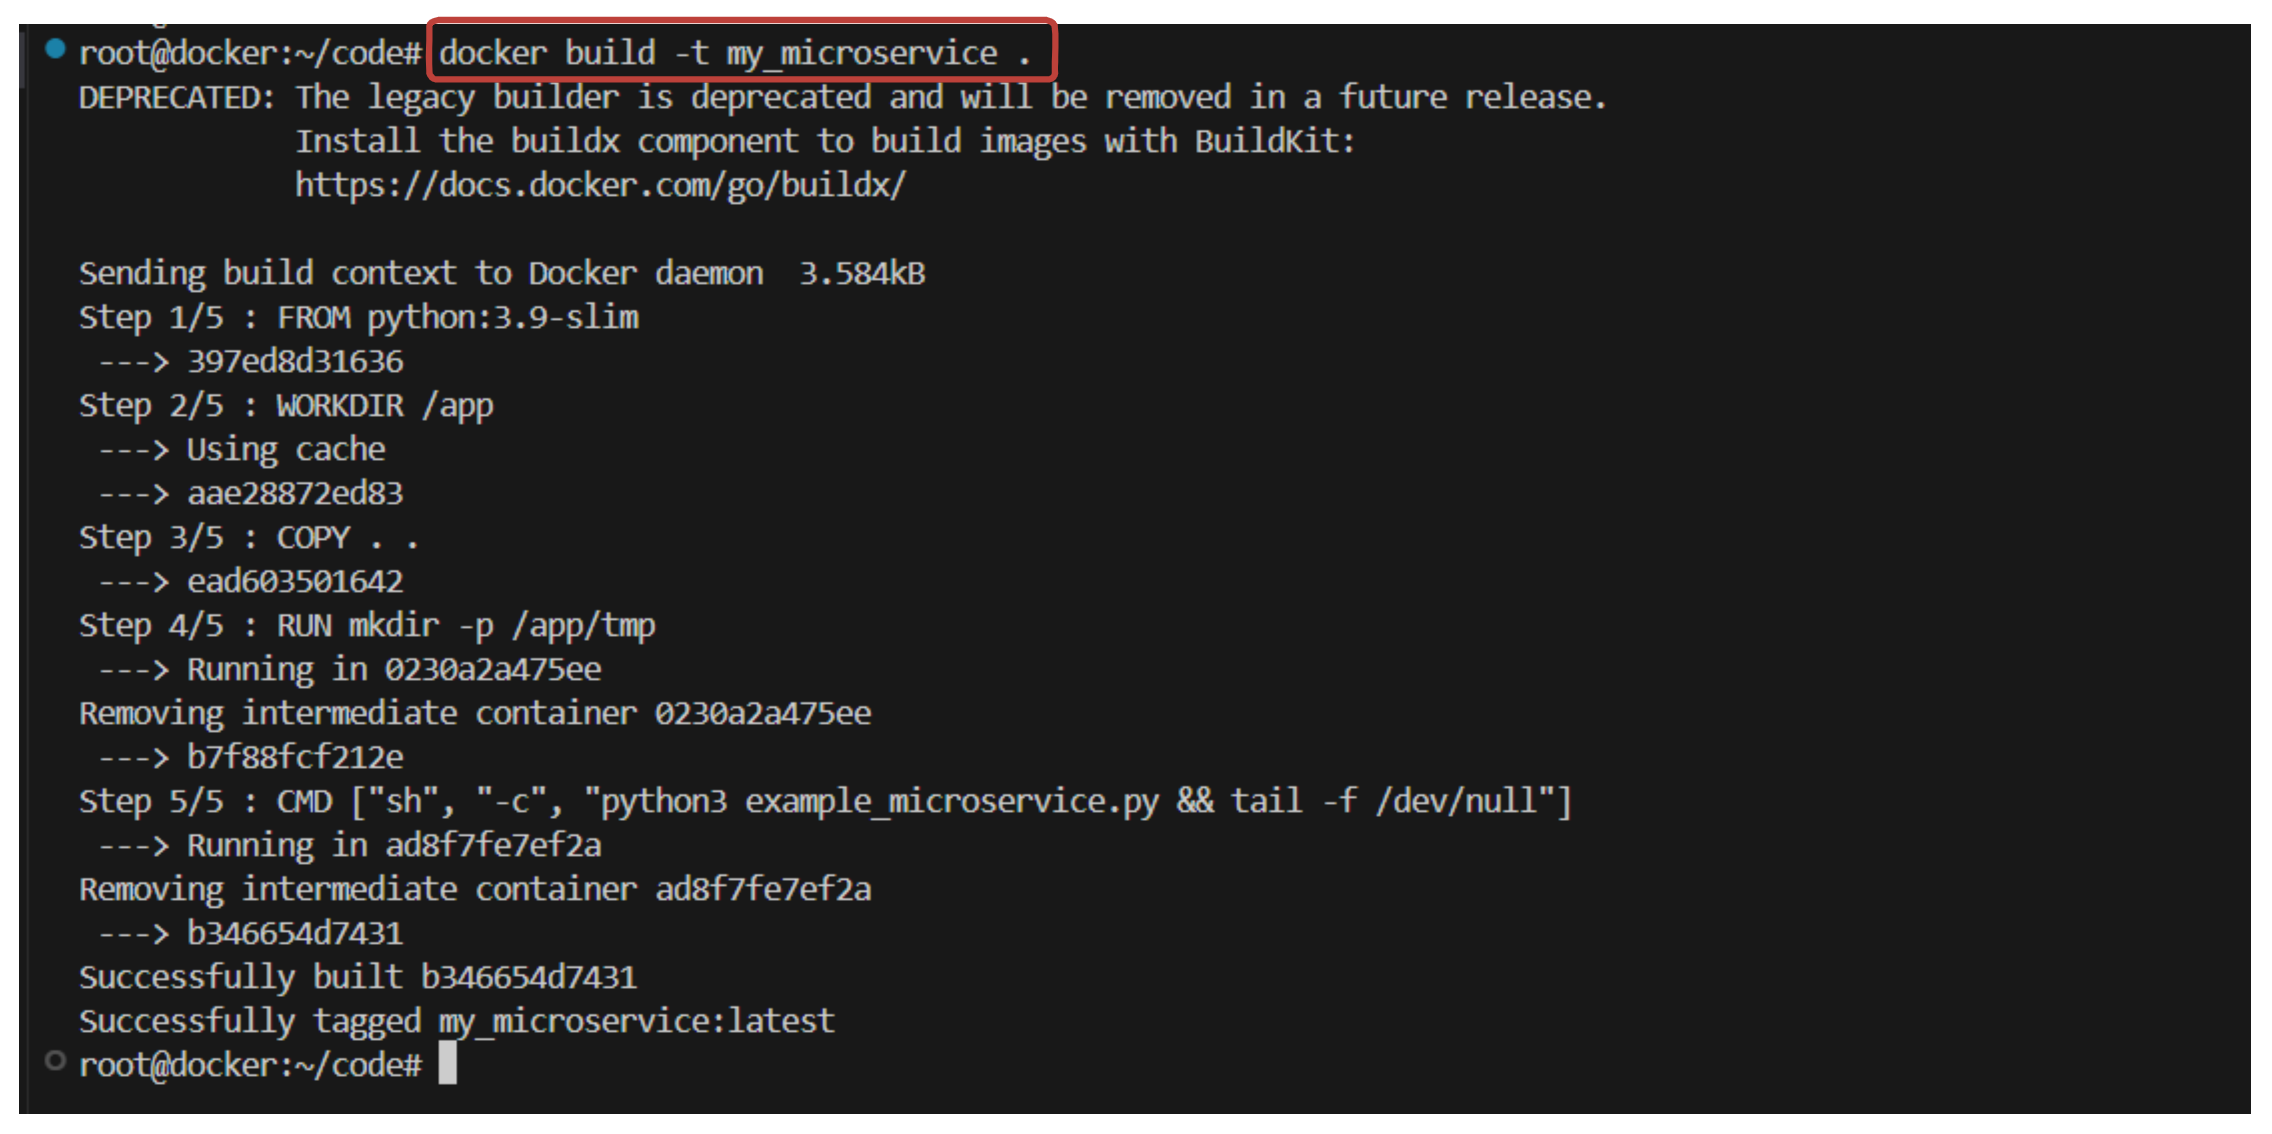 root@docker:~/code# docker build -t my_microservice .
DEPRECATED: The legacy builder is deprecated and will be removed in a future release.
            Install the buildx component to build images with BuildKit:
            https://docs.docker.com/go/buildx/

Sending build context to Docker daemon  3.584kB
Step 1/5 : FROM python:3.9-slim
 ---> 397ed8d31636
Step 2/5 : WORKDIR /app
 ---> Using cache
 ---> aae28872ed83
Step 3/5 : COPY . .
 ---> ead603501642
Step 4/5 : RUN mkdir -p /app/tmp
 ---> Running in 0230a2a475ee
Removing intermediate container 0230a2a475ee
 ---> b7f88fcf212e
Step 5/5 : CMD ["sh", "-c", "python3 example_microservice.py && tail -f /dev/null"]
 ---> Running in ad8f7fe7ef2a
Removing intermediate container ad8f7fe7ef2a
 ---> b346654d7431
Successfully built b346654d7431
Successfully tagged my_microservice:latest
root@docker:~/code#